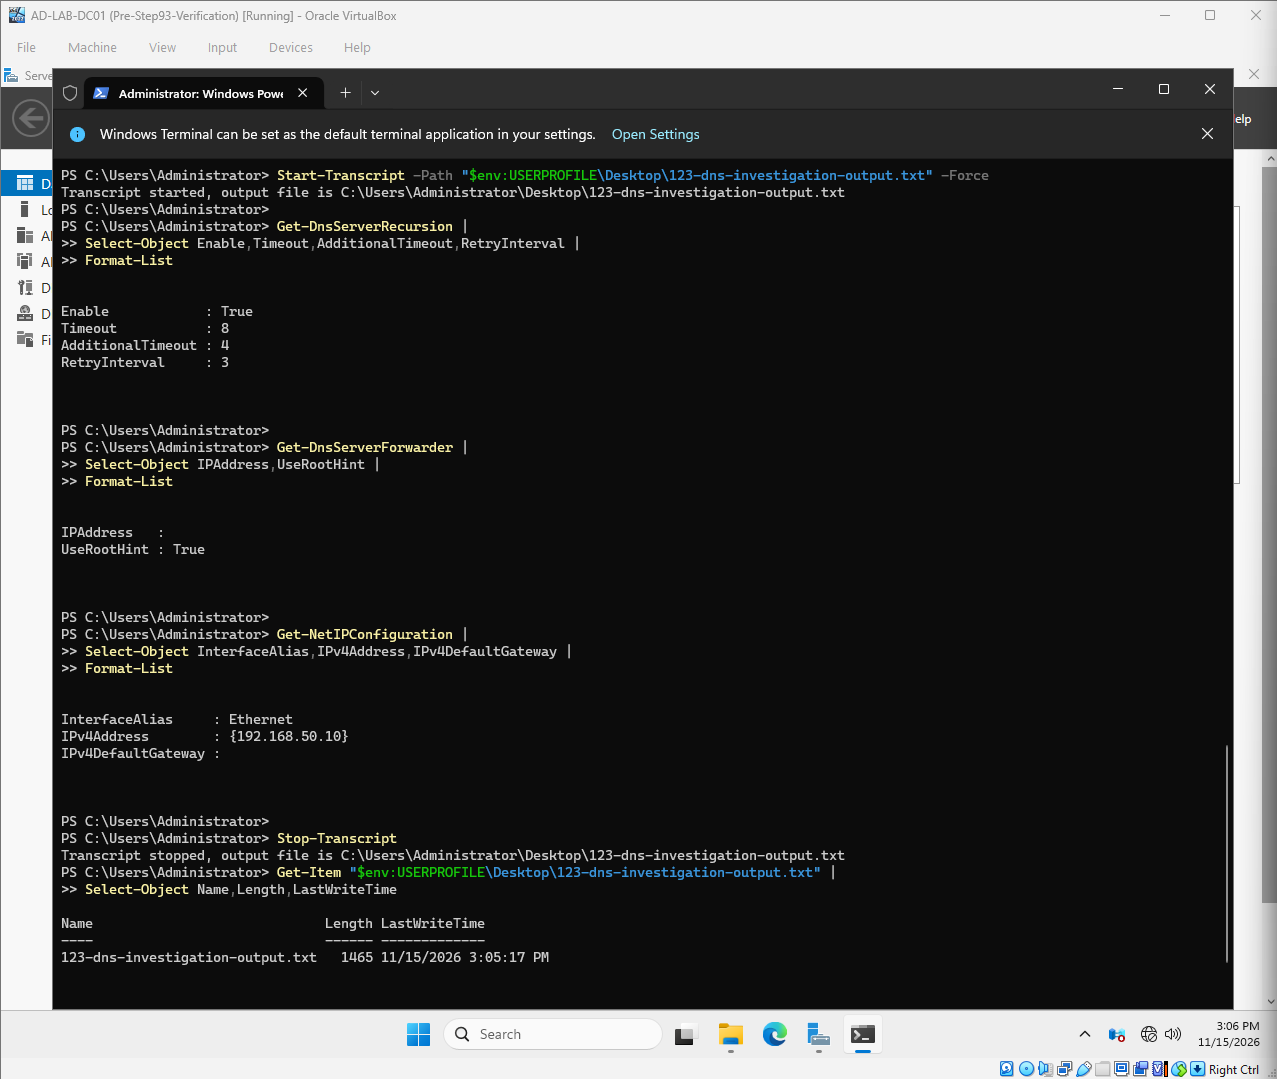 AD-LAB-DC01 (Pre-Step93-Verification) [Running] - Oracle VirtualBox
File Machine View Input Devices Help
Administrator: Windows Pow
Windows Terminal can be set as the default terminal application in your settings. Open Settings
PS C:\Users\Administrator> Start-Transcript -Path "$env:USERPROFILE\Desktop\123-dns-investigation-output.txt" -Force
Transcript started, output file is C:\Users\Administrator\Desktop\123-dns-investigation-output.txt
PS C:\Users\Administrator>
PS C:\Users\Administrator> Get-DnsServerRecursion |
>> Select-Object Enable,Timeout,AdditionalTimeout,RetryInterval |
>> Format-List
Enable            : True
Timeout           : 8
AdditionalTimeout : 4
RetryInterval     : 3
PS C:\Users\Administrator>
PS C:\Users\Administrator> Get-DnsServerForwarder |
>> Select-Object IPAddress,UseRootHint |
>> Format-List
IPAddress   :
UseRootHint : True
PS C:\Users\Administrator>
PS C:\Users\Administrator> Get-NetIPConfiguration |
>> Select-Object InterfaceAlias,IPv4Address,IPv4DefaultGateway |
>> Format-List
InterfaceAlias     : Ethernet
IPv4Address        : {192.168.50.10}
IPv4DefaultGateway :
PS C:\Users\Administrator>
PS C:\Users\Administrator> Stop-Transcript
Transcript stopped, output file is C:\Users\Administrator\Desktop\123-dns-investigation-output.txt
PS C:\Users\Administrator> Get-Item "$env:USERPROFILE\Desktop\123-dns-investigation-output.txt" |
>> Select-Object Name,Length,LastWriteTime
Name                             Length LastWriteTime
----                             ------ -------------
123-dns-investigation-output.txt   1465 11/15/2026 3:05:17 PM
Search
3:06 PM
11/15/2026
Right Ctrl